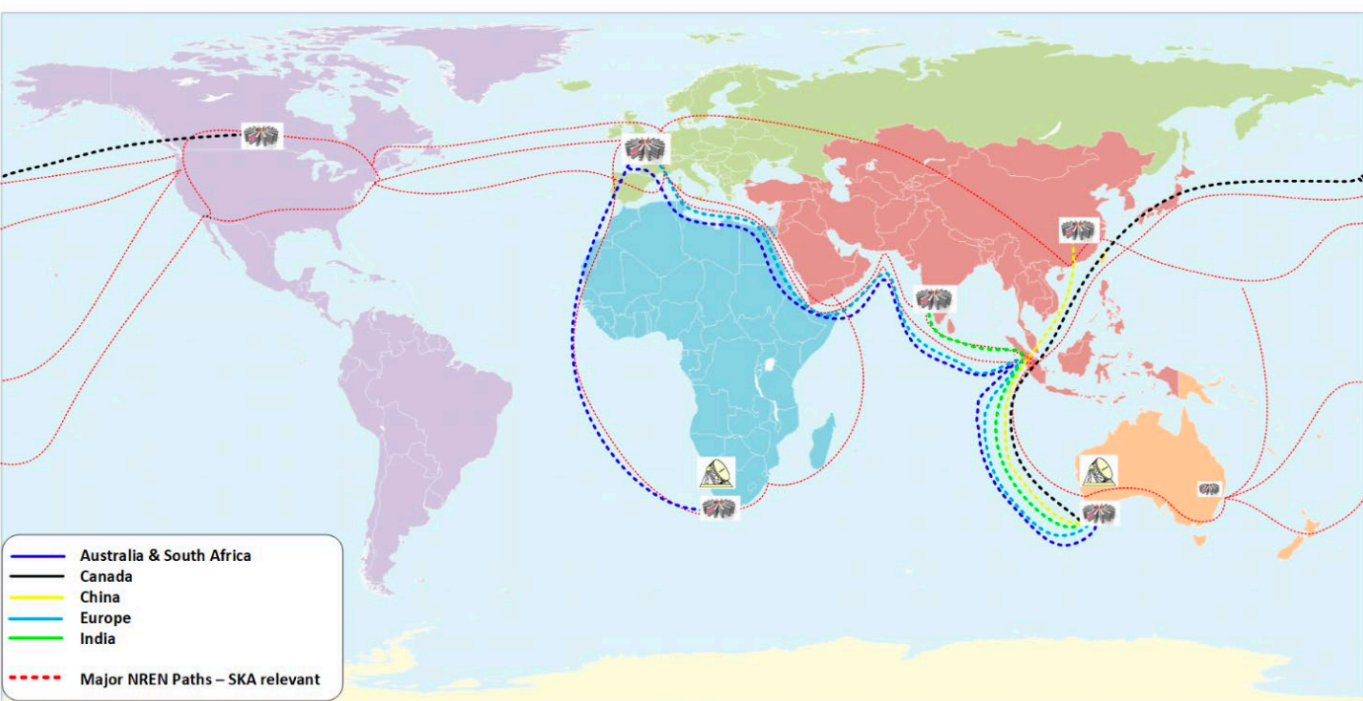 Australia & South Africa
Canada
China
Europe
India
Major NREN Paths – SKA relevant